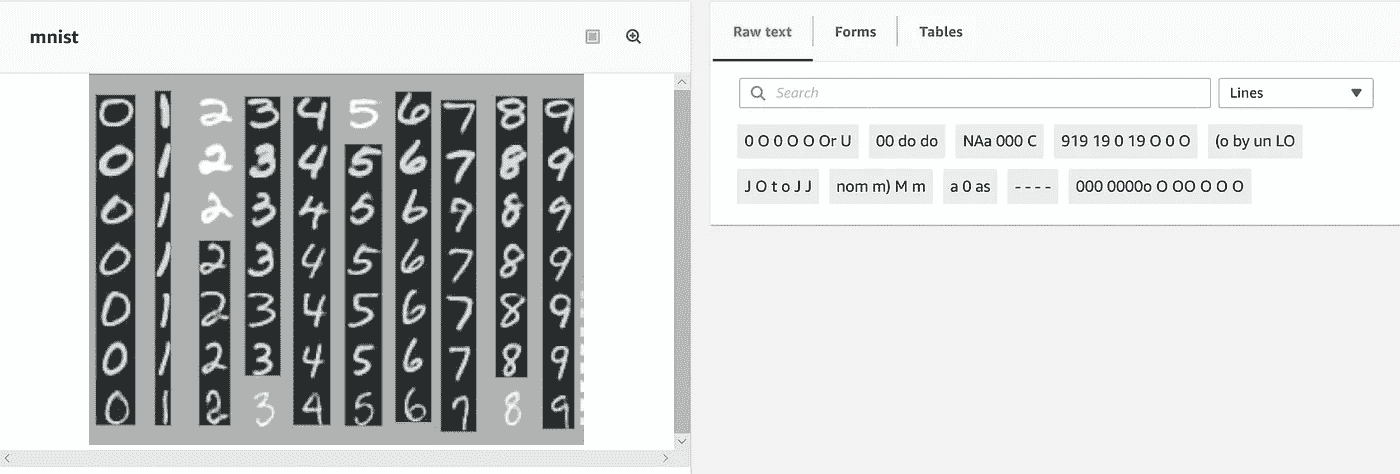 mnist
0 1 2 3 4 5 6 7 8 9
0 1 2 3 4 5 6 7 8 9
0 1 2 3 4 5 6 7 8 9
0 1 2 3 4 5 6 7 8 9
0 1 2 3 4 5 6 7 8 9
0 1 2 3 4 5 6 7 8 9
0 1 2 3 4 5 6 7 8 9
Raw text Forms Tables
Search Lines
0 O 0 O O Or U 00 do do NAa 000 C 919 19 0 19 O 0 O (o by un LO
J O t o J J nom m) M m a 0 as - - - - 000 0000o O OO O O O